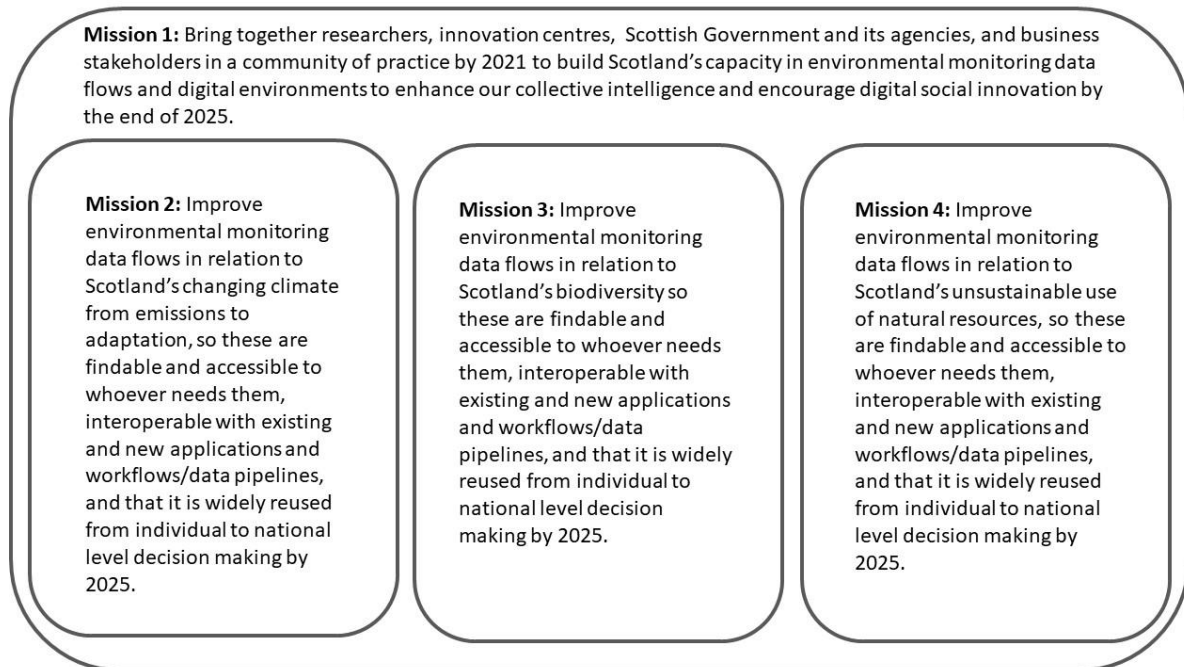 Mission 1: Bring together researchers, innovation centres, Scottish Government and its agencies, and business
stakeholders in a community of practice by 2021 to build Scotland's capacity in environmental monitoring data
flows and digital environments to enhance our collective intelligence and encourage digital social innovation by
the end of 2025.
Mission 2: Improve
environmental monitoring
data flows in relation to
Scotland's changing climate
from emissions to
adaptation, so these are
findable and accessible to
whoever needs them,
interoperable with existing
and new applications and
workflows/data pipelines,
and that it is widely reused
from individual to national
level decision making by
2025.
Mission 3: Improve
environmental monitoring
data flows in relation to
Scotland's biodiversity so
these are findable and
accessible to whoever needs
them, interoperable with
existing and new applications
and workflows/data
pipelines, and that it is widely
reused from individual to
national level decision
making by 2025.
Mission 4: Improve
environmental monitoring
data flows in relation to
Scotland's unsustainable use
of natural resources, so these
are findable and accessible to
whoever needs them,
interoperable with existing
and new applications and
workflows/data pipelines,
and that it is widely reused
from individual to national
level decision making by
2025.